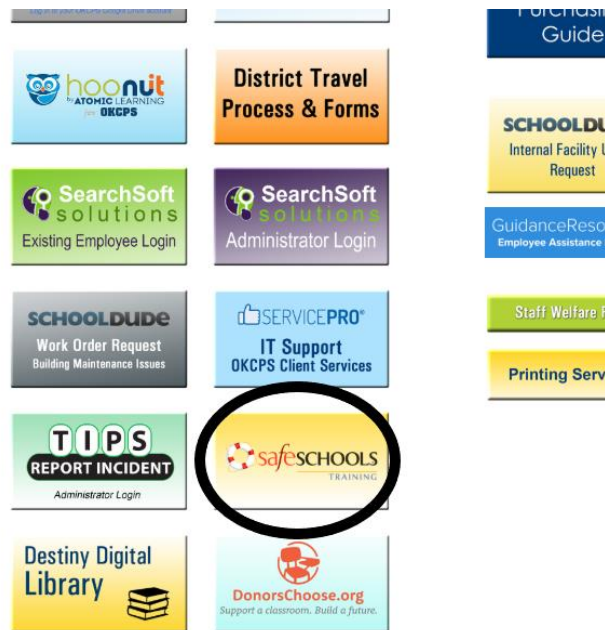 hoonuit
by ATOMIC LEARNING
for OKCPS
District Travel
Process & Forms
Guide
SCHOOLDU
Internal Facility U
Request
SearchSoft
solutions
Existing Employee Login
SearchSoft
solutions
Administrator Login
GuidanceReso
Employee Assistance
SCHOOLDUDE
Work Order Request
Building Maintenance Issues
SERVICEPRO®
IT Support
OKCPS Client Services
Staff Welfare
Printing Serv
TIPS
REPORT INCIDENT
Administrator Login
safeSCHOOLS
TRAINING
Destiny Digital
Library
DonorsChoose.org
Support a classroom. Build a future.